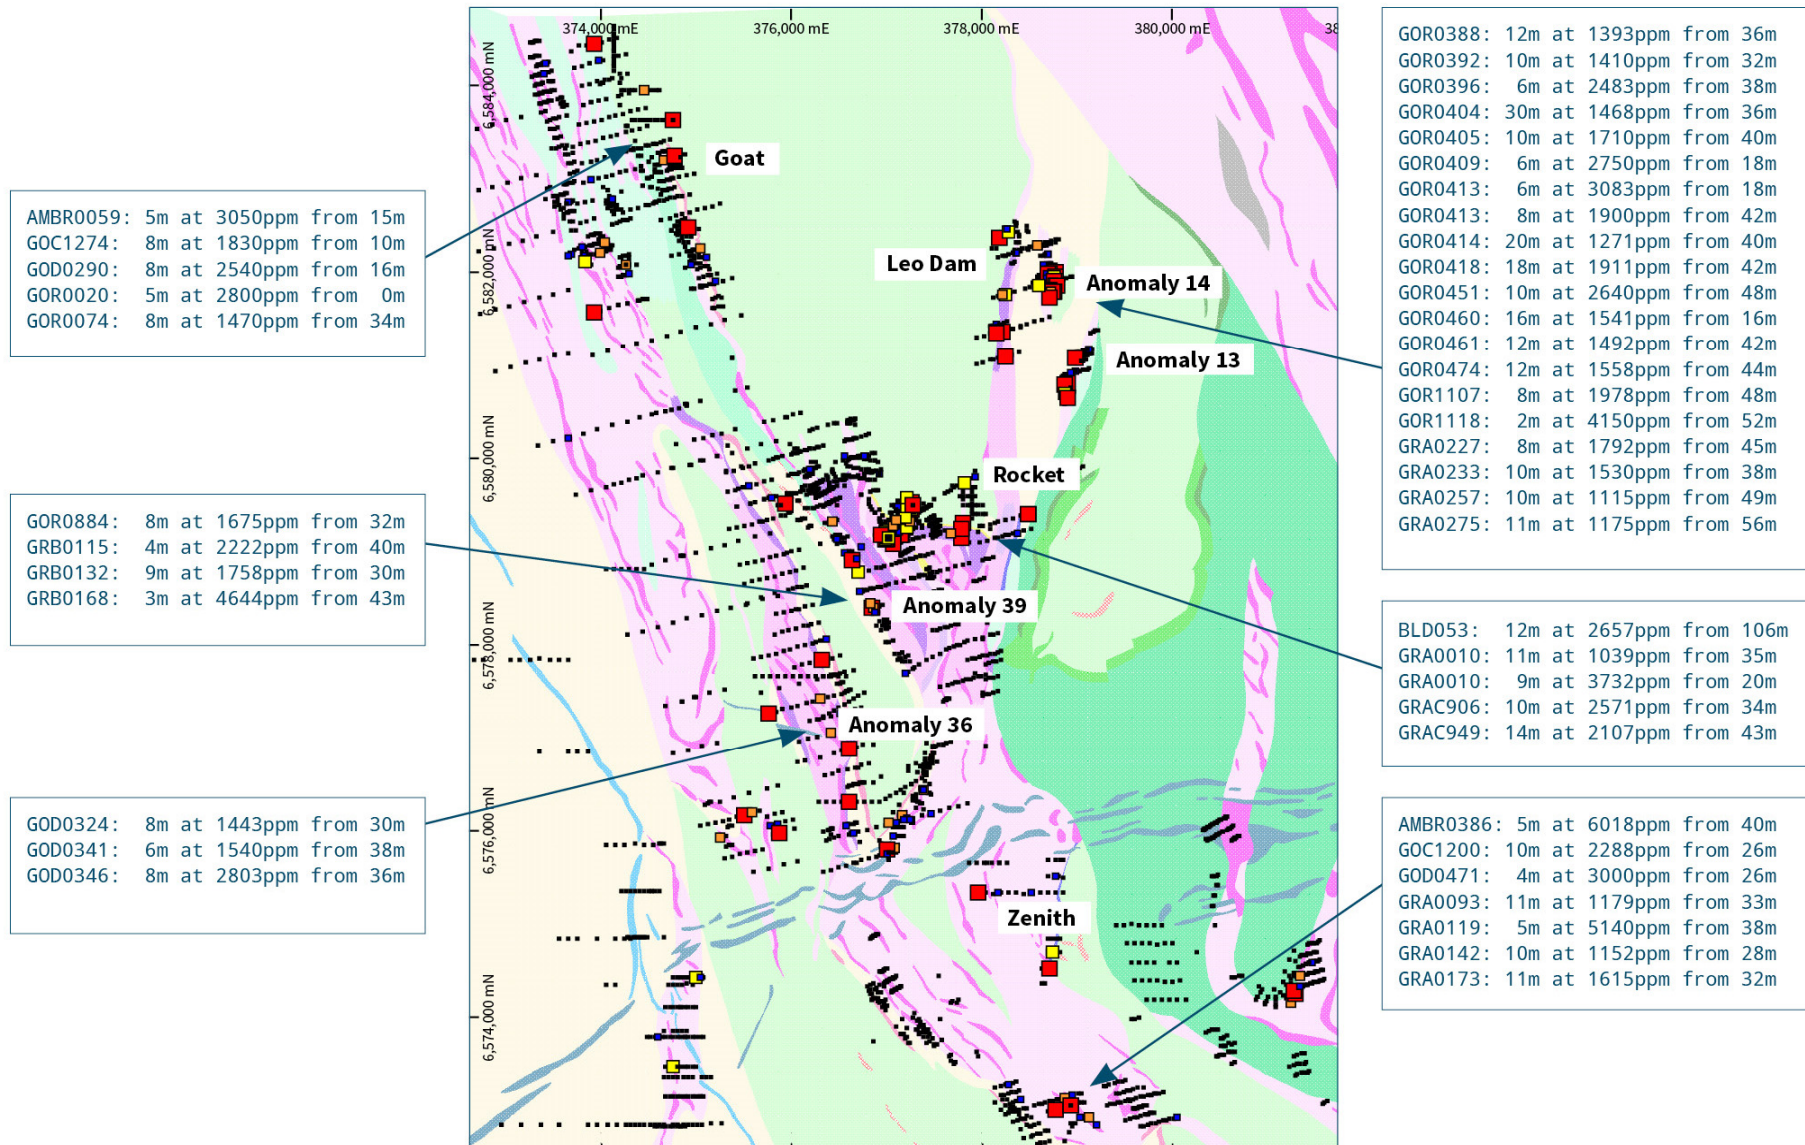 374,000 mE
376,000 mE
378,000 mE
380,000 mE
38
6,584,000 mN
6,582,000 mN
6,580,000 mN
6,578,000 mN
6,576,000 mN
6,574,000 mN
Goat
Leo Dam
Anomaly 14
Anomaly 13
Rocket
Anomaly 39
Anomaly 36
Zenith
AMBR0059: 5m at 3050ppm from 15m
GOC1274: 8m at 1830ppm from 10m
GOD0290: 8m at 2540ppm from 16m
GOR0020: 5m at 2800ppm from 0m
GOR0074: 8m at 1470ppm from 34m
GOR0884: 8m at 1675ppm from 32m
GRB0115: 4m at 2222ppm from 40m
GRB0132: 9m at 1758ppm from 30m
GRB0168: 3m at 4644ppm from 43m
GOD0324: 8m at 1443ppm from 30m
GOD0341: 6m at 1540ppm from 38m
GOD0346: 8m at 2803ppm from 36m
GOR0388: 12m at 1393ppm from 36m
GOR0392: 10m at 1410ppm from 32m
GOR0396: 6m at 2483ppm from 38m
GOR0404: 30m at 1468ppm from 36m
GOR0405: 10m at 1710ppm from 40m
GOR0409: 6m at 2750ppm from 18m
GOR0413: 6m at 3083ppm from 18m
GOR0413: 8m at 1900ppm from 42m
GOR0414: 20m at 1271ppm from 40m
GOR0418: 18m at 1911ppm from 42m
GOR0451: 10m at 2640ppm from 48m
GOR0460: 16m at 1541ppm from 16m
GOR0461: 12m at 1492ppm from 42m
GOR0474: 12m at 1558ppm from 44m
GOR1107: 8m at 1978ppm from 48m
GOR1118: 2m at 4150ppm from 52m
GRA0227: 8m at 1792ppm from 45m
GRA0233: 10m at 1530ppm from 38m
GRA0257: 10m at 1115ppm from 49m
GRA0275: 11m at 1175ppm from 56m
BLD053: 12m at 2657ppm from 106m
GRA0010: 11m at 1039ppm from 35m
GRA0010: 9m at 3732ppm from 20m
GRAC906: 10m at 2571ppm from 34m
GRAC949: 14m at 2107ppm from 43m
AMBR0386: 5m at 6018ppm from 40m
GOC1200: 10m at 2288ppm from 26m
GOD0471: 4m at 3000ppm from 26m
GRA0093: 11m at 1179ppm from 33m
GRA0119: 5m at 5140ppm from 38m
GRA0142: 10m at 1152ppm from 28m
GRA0173: 11m at 1615ppm from 32m